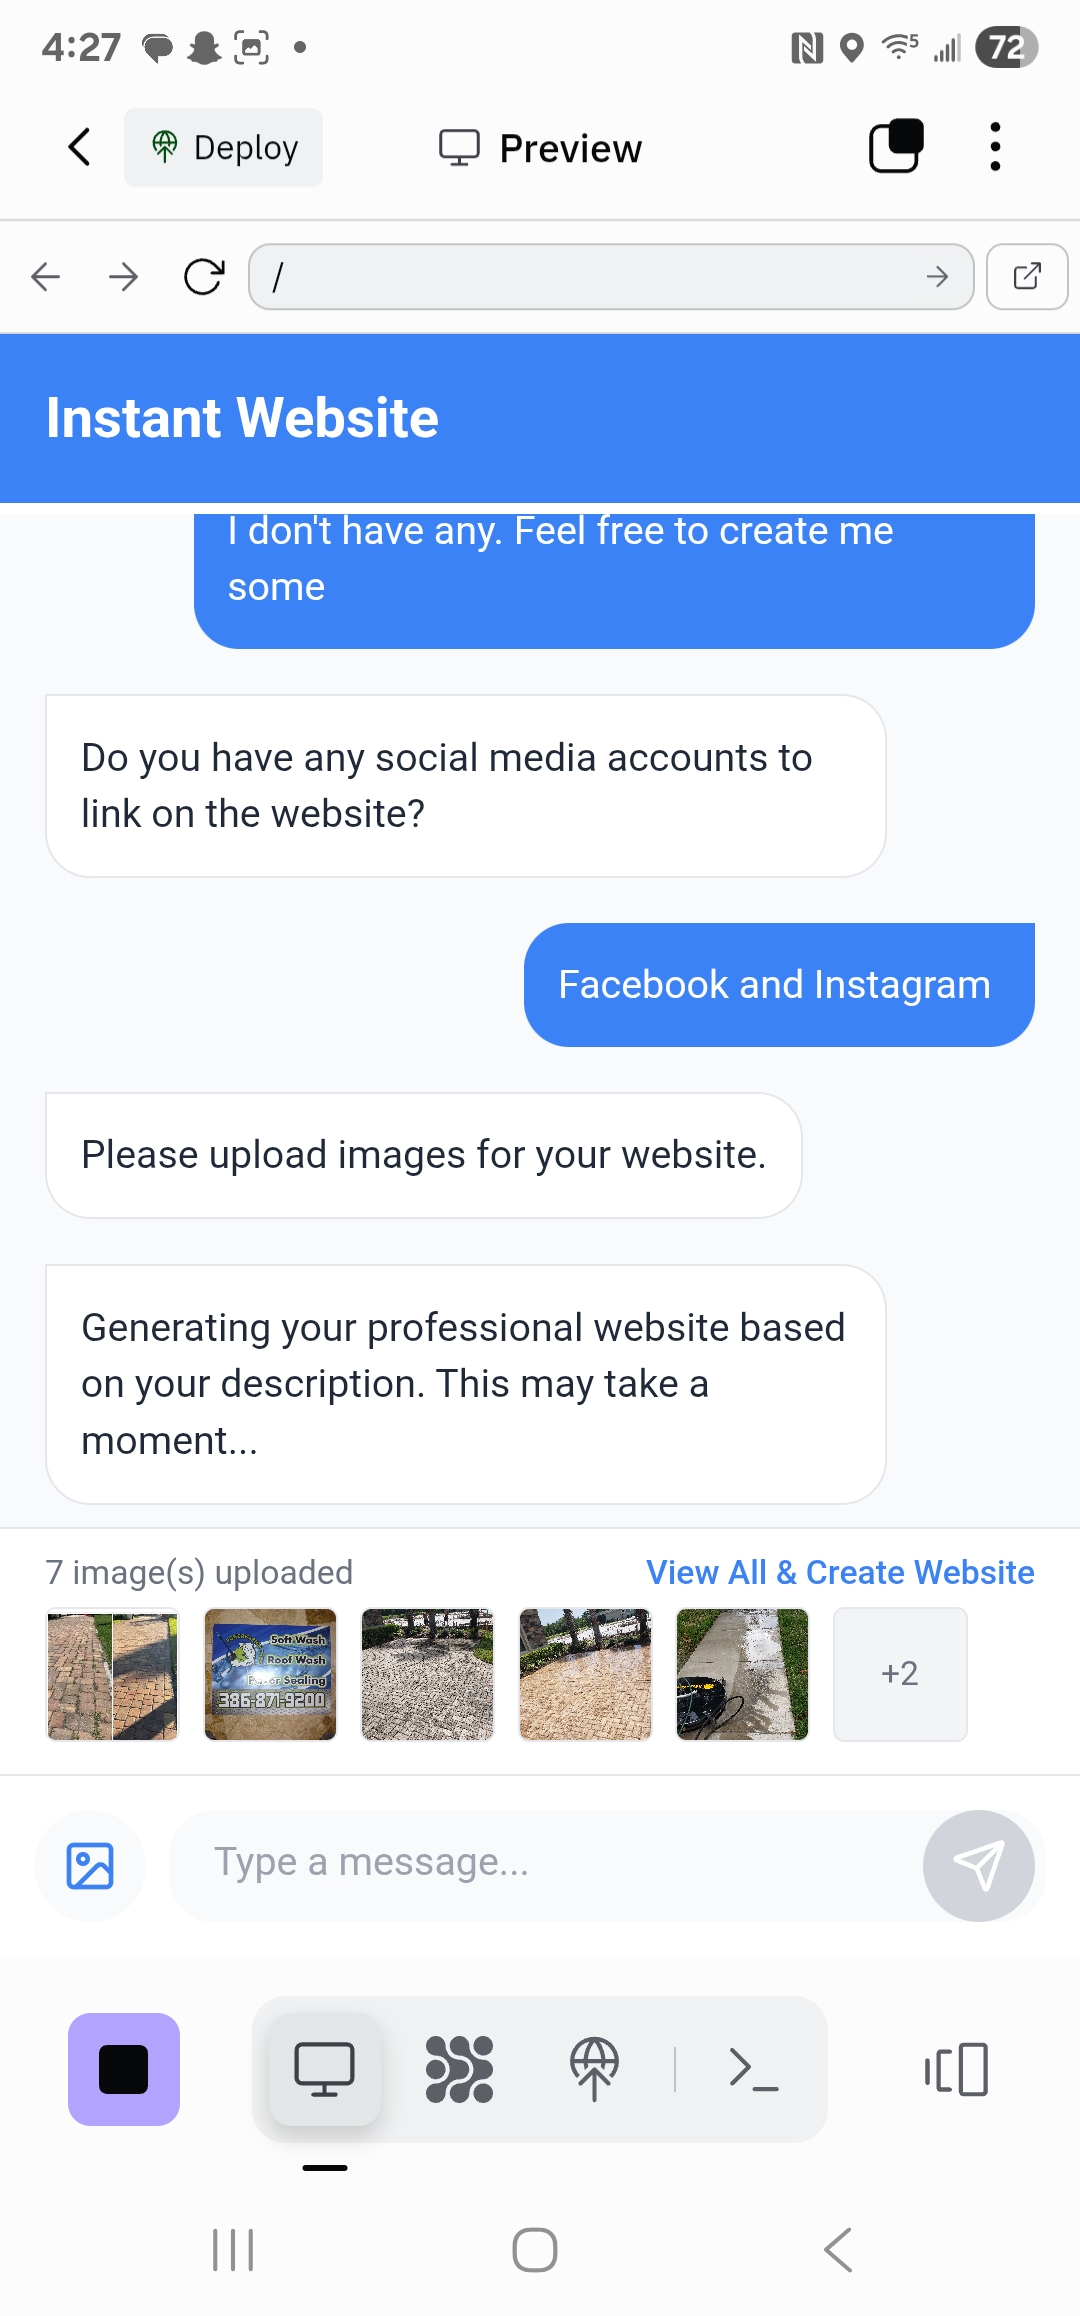 4:27
5
72
Deploy
Preview
/
Instant Website
I don't have any. Feel free to create me
some
Do you have any social media accounts to
link on the website?
Facebook and Instagram
Please upload images for your website.
Generating your professional website based
on your description. This may take a
moment...
7 image(s) uploaded
View All & Create Website
Soft Wash
Roof Wash
Sealing
386-871-9200
+2
Type a message...